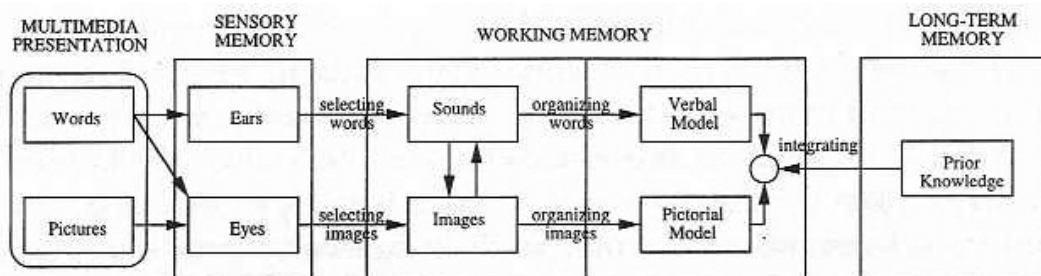 MULTIMEDIA
PRESENTATION
SENSORY
MEMORY
WORKING MEMORY
LONG-TERM
MEMORY
Words
Ears
selecting
words
Sounds
organizing
words
Verbal
Model
integrating
Prior
Knowledge
Pictures
Eyes
selecting
images
Images
organizing
images
Pictorial
Model